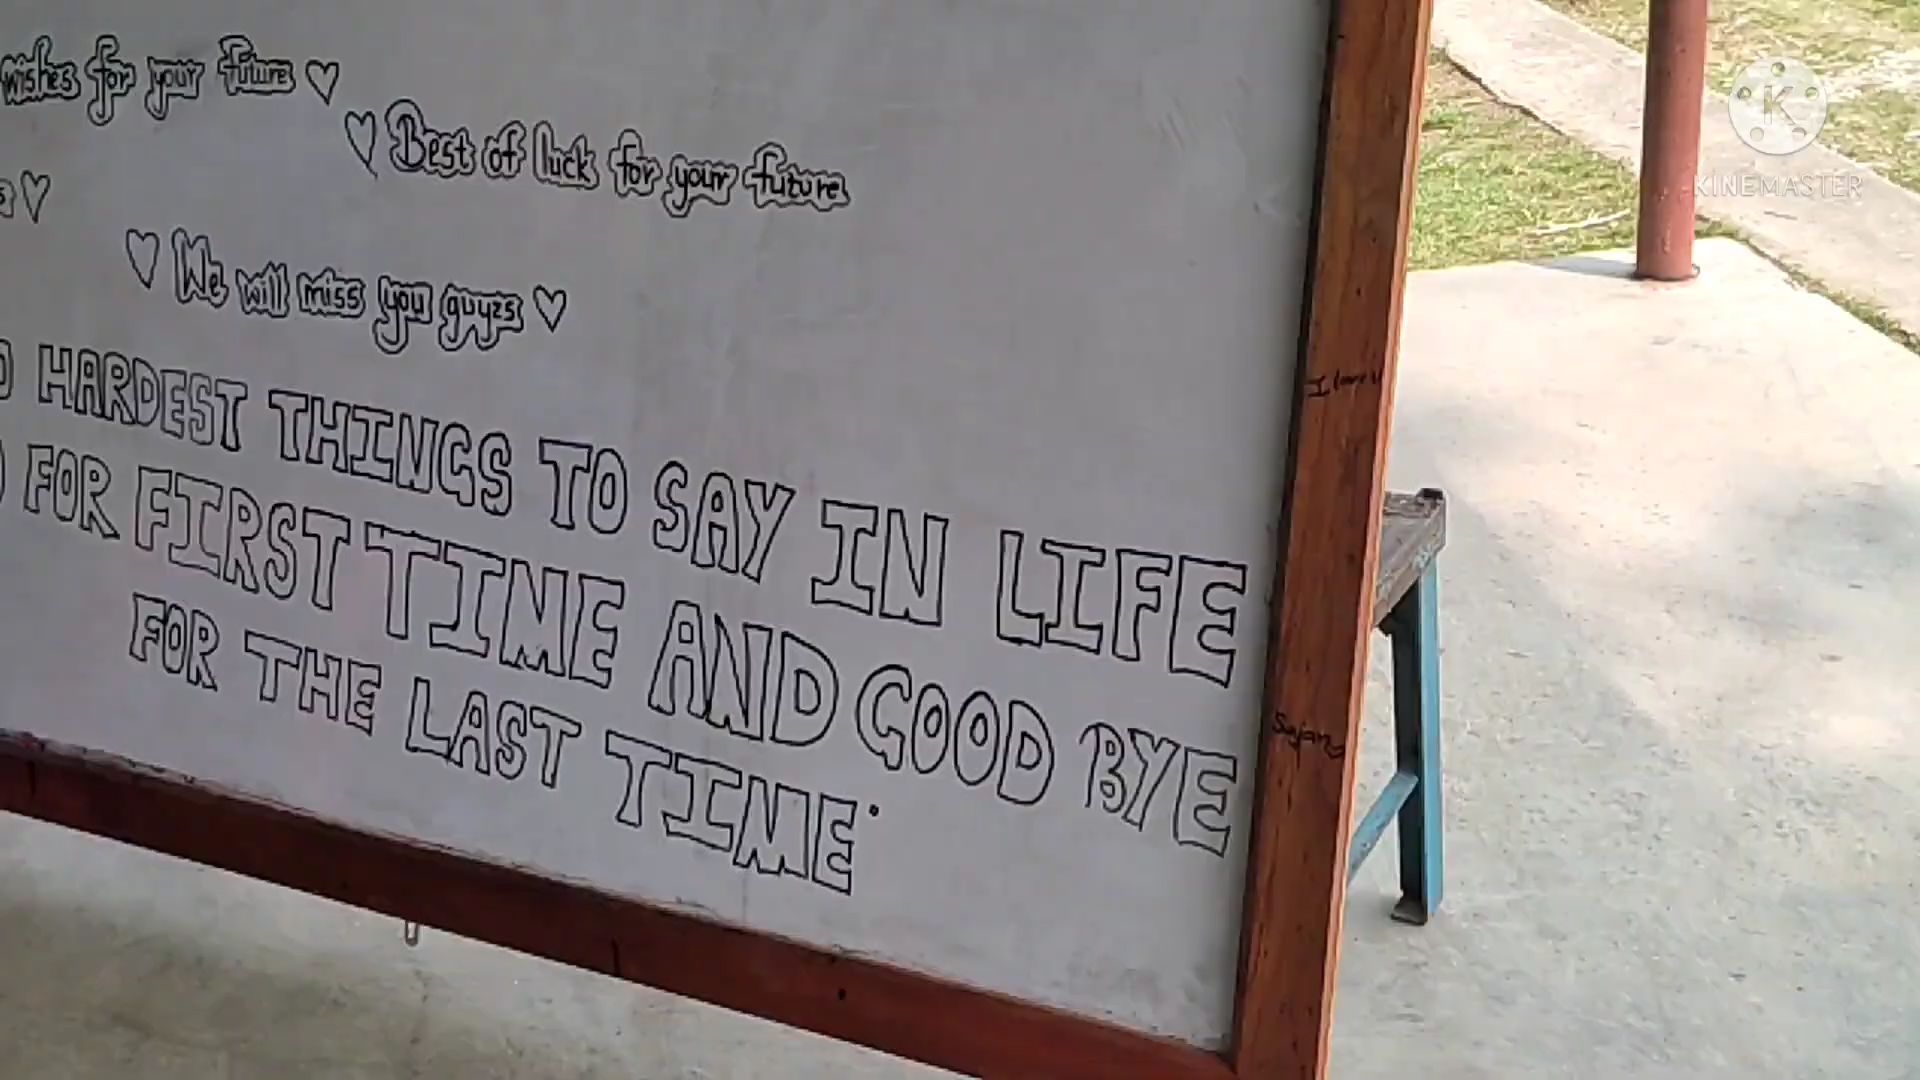 wishes for your future ♡
♡ Best of luck for your future
♡
♡ We will miss you guyzs ♡
HARDEST THINGS TO SAY IN LIFE
FOR FIRST TIME AND GOOD BYE
FOR THE LAST TIME.
Sajan
KINEMASTER